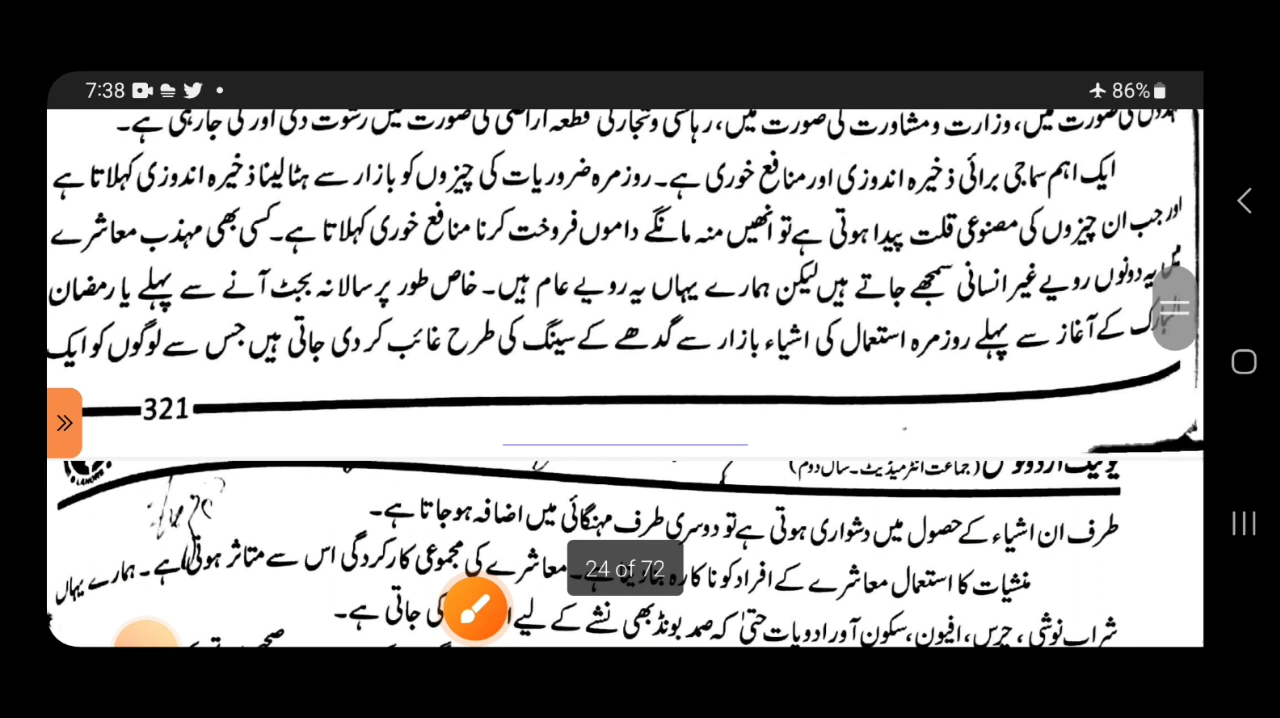 7:38
86%
صورت میں، وزارت و مشاورت کی صورت میں، رہائشی و تجارتی قطعہ اراضی کی صورت میں رشوت دی اور لی جا رہی ہے۔
ایک اہم سماجی برائی ذخیرہ اندوزی اور منافع خوری ہے۔ روزمرہ ضروریات کی چیزوں کو بازار سے ہٹا لینا ذخیرہ اندوزی کہلاتا ہے
اور جب ان چیزوں کی مصنوعی قلت پیدا ہوتی ہے تو انھیں منہ مانگے داموں فروخت کرنا منافع خوری کہلاتا ہے۔ کسی بھی مہذب معاشرے
میں یہ دونوں رویے غیر انسانی سمجھے جاتے ہیں لیکن ہمارے یہاں یہ رویے عام ہیں۔ خاص طور پر سالانہ بجٹ آنے سے پہلے یا رمضان
کے آغاز سے پہلے روزمرہ استعمال کی اشیاء بازار سے گدھے کے سینگ کی طرح غائب کر دی جاتی ہیں جس سے لوگوں کو ایک
321
(جماعت انٹرمیڈیٹ۔ سال دوم)
طرف ان اشیاء کے حصول میں دشواری ہوتی ہے تو دوسری طرف مہنگائی میں اضافہ ہو جاتا ہے۔
منشیات کا استعمال معاشرے کے افراد کو ناکارہ ہے۔ معاشرے کی مجموعی کارکردگی اس سے متاثر ہوتی ہے۔ ہمارے یہاں
24 of 72
شراب نوشی، چرس، افیون، سکون آور ادویات حتیٰ کہ صمد بونڈ بھی نشے کے لیے کی جاتی ہے۔